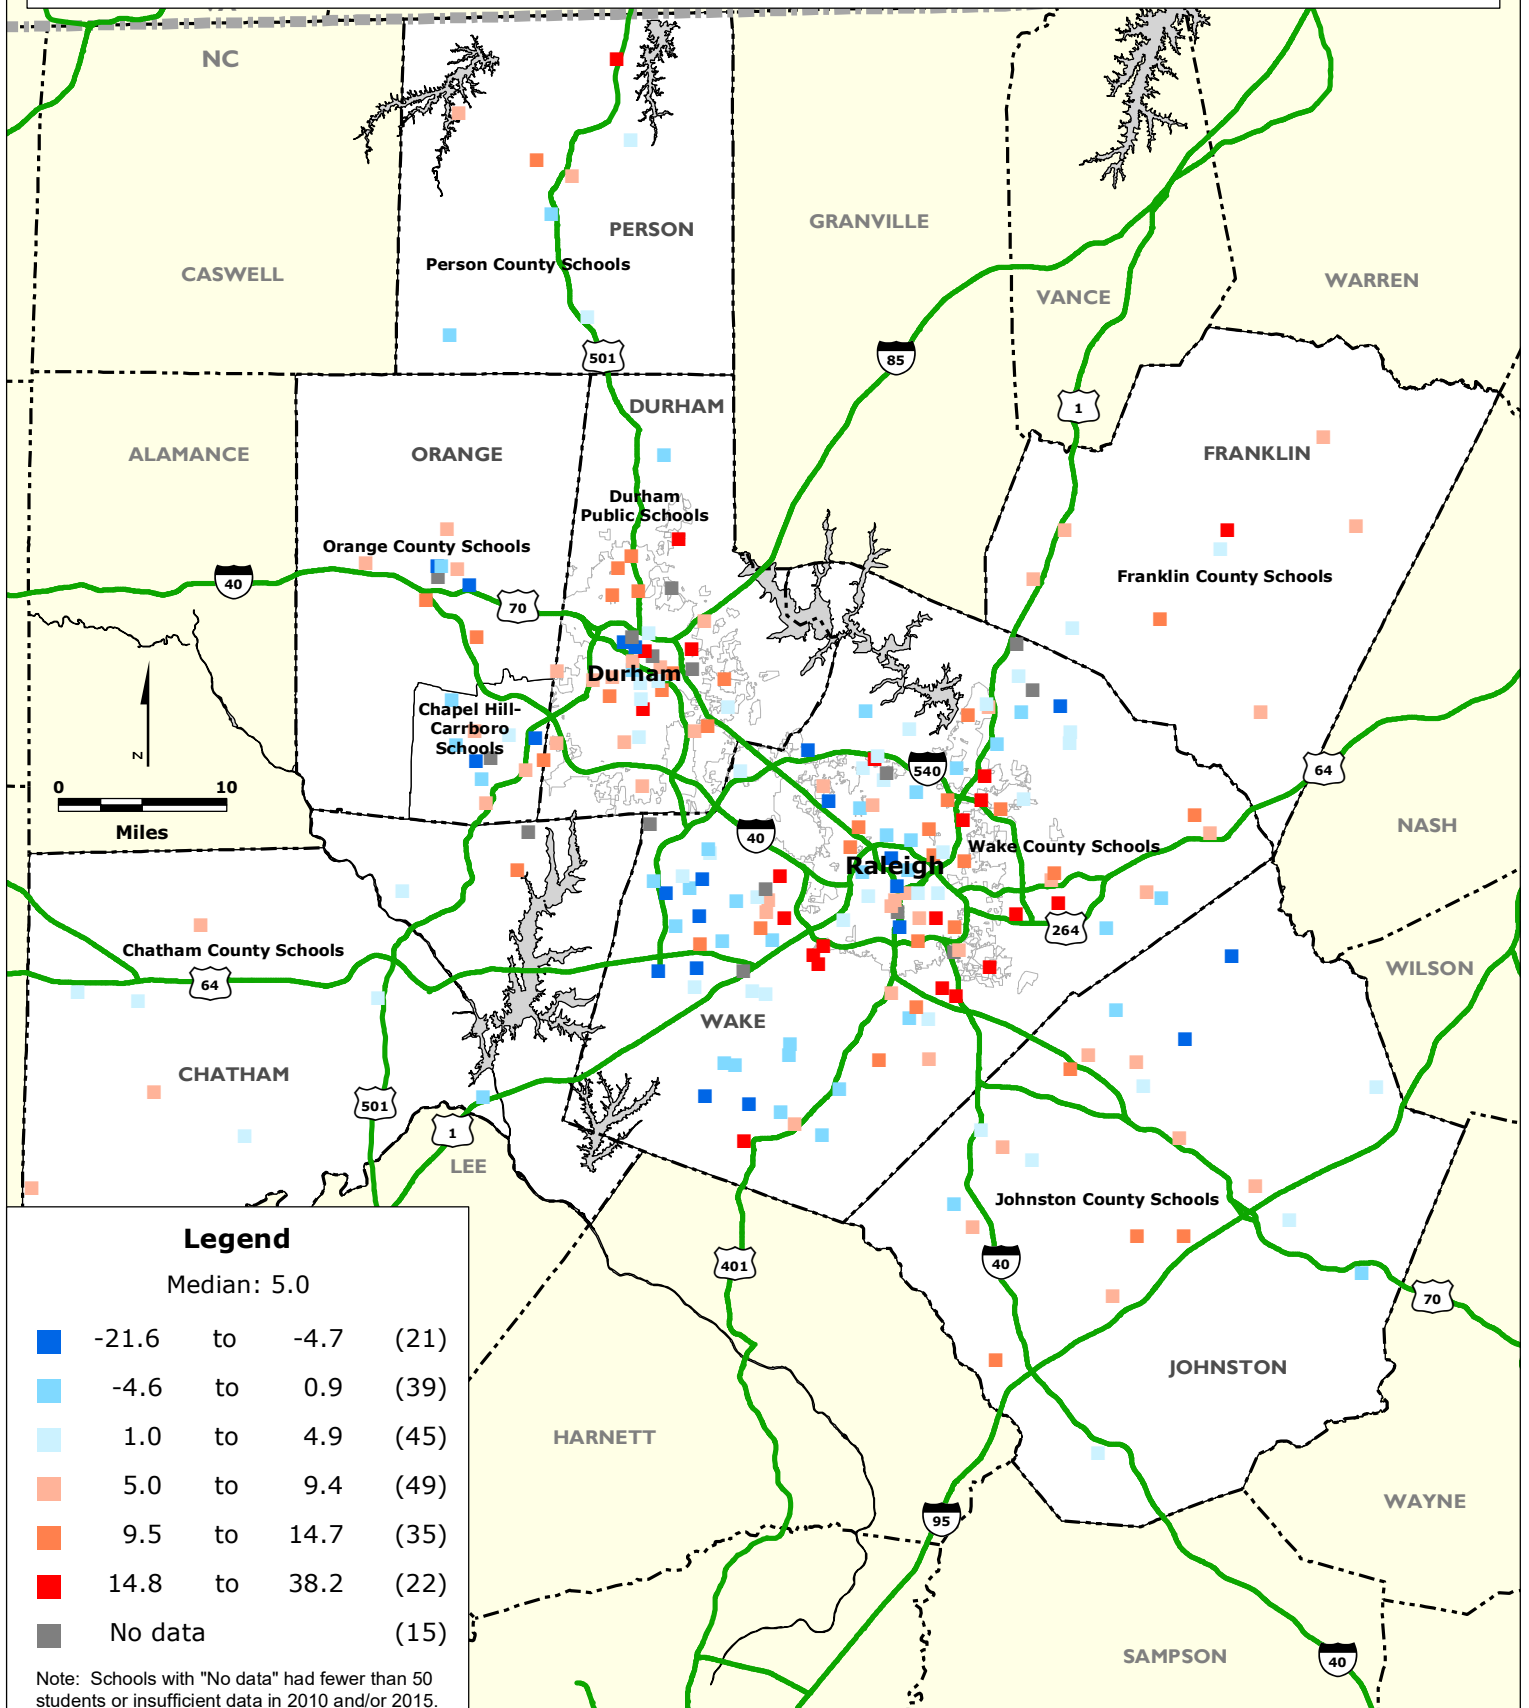 NC
PERSON
GRANVILLE
Person County Schools
CASWELL
WARREN
VANCE
501
85
1
DURHAM
ALAMANCE
ORANGE
FRANKLIN
Durham
Public Schools
Orange County Schools
Franklin County Schools
40
70
Durham
Chapel Hill-
Carrboro
Schools
N
0
10
Miles
540
64
40
Wake County Schools
NASH
Raleigh
264
Chatham County Schools
64
WILSON
WAKE
CHATHAM
501
1
LEE
Johnston County Schools
401
40
70
JOHNSTON
HARNETT
95
WAYNE
SAMPSON
40
Legend
Median: 5.0
-21.6 to -4.7 (21)
-4.6 to 0.9 (39)
1.0 to 4.9 (45)
5.0 to 9.4 (49)
9.5 to 14.7 (35)
14.8 to 38.2 (22)
No data (15)
Note: Schools with "No data" had fewer than 50
students or insufficient data in 2010 and/or 2015.